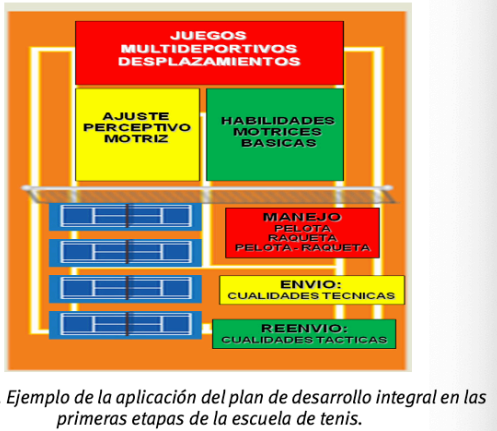 JUEGOS
MULTIDEPORTIVOS
DESPLAZAMIENTOS
AJUSTE
PERCEPTIVO
MOTRIZ
HABILIDADES
MOTRICES
BASICAS
MANEJO
PELOTA
RAQUETA
PELOTA- RAQUETA
ENVIO:
CUALIDADES TECNICAS
REENVIO:
CUALIDADES TACTICAS
. Ejemplo de la aplicación del plan de desarrollo integral en las
primeras etapas de la escuela de tenis.